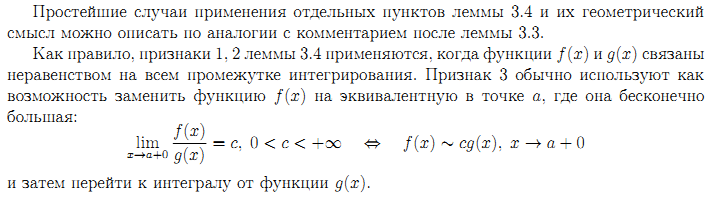 Простейшие случаи применения отдельных пунктов леммы 3.4 и их геометрический
смысл можно описать по аналогии с комментарием после леммы 3.3.
Как правило, признаки 1, 2 леммы 3.4 применяются, когда функции f(x) и g(x) связаны
неравенством на всем промежутке интегрирования. Признак 3 обычно используют как
возможность заменить функцию f(x) на эквивалентную в точке a, где она бесконечно
большая:
lim_{x→a+0} f(x)/g(x) = c, 0 < c < +∞ ⇔ f(x) ∼ cg(x), x → a + 0
и затем перейти к интегралу от функции g(x).